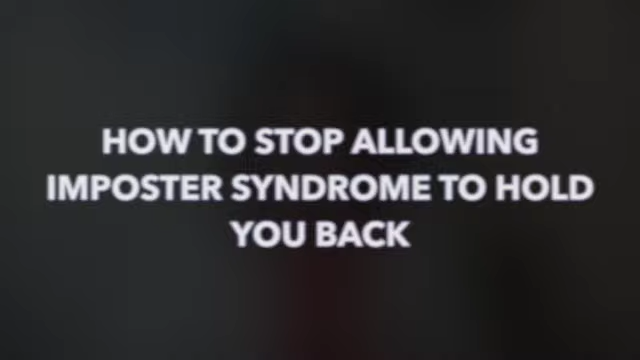 HOW TO STOP ALLOWING
IMPOSTER SYNDROME TO HOLD
YOU BACK